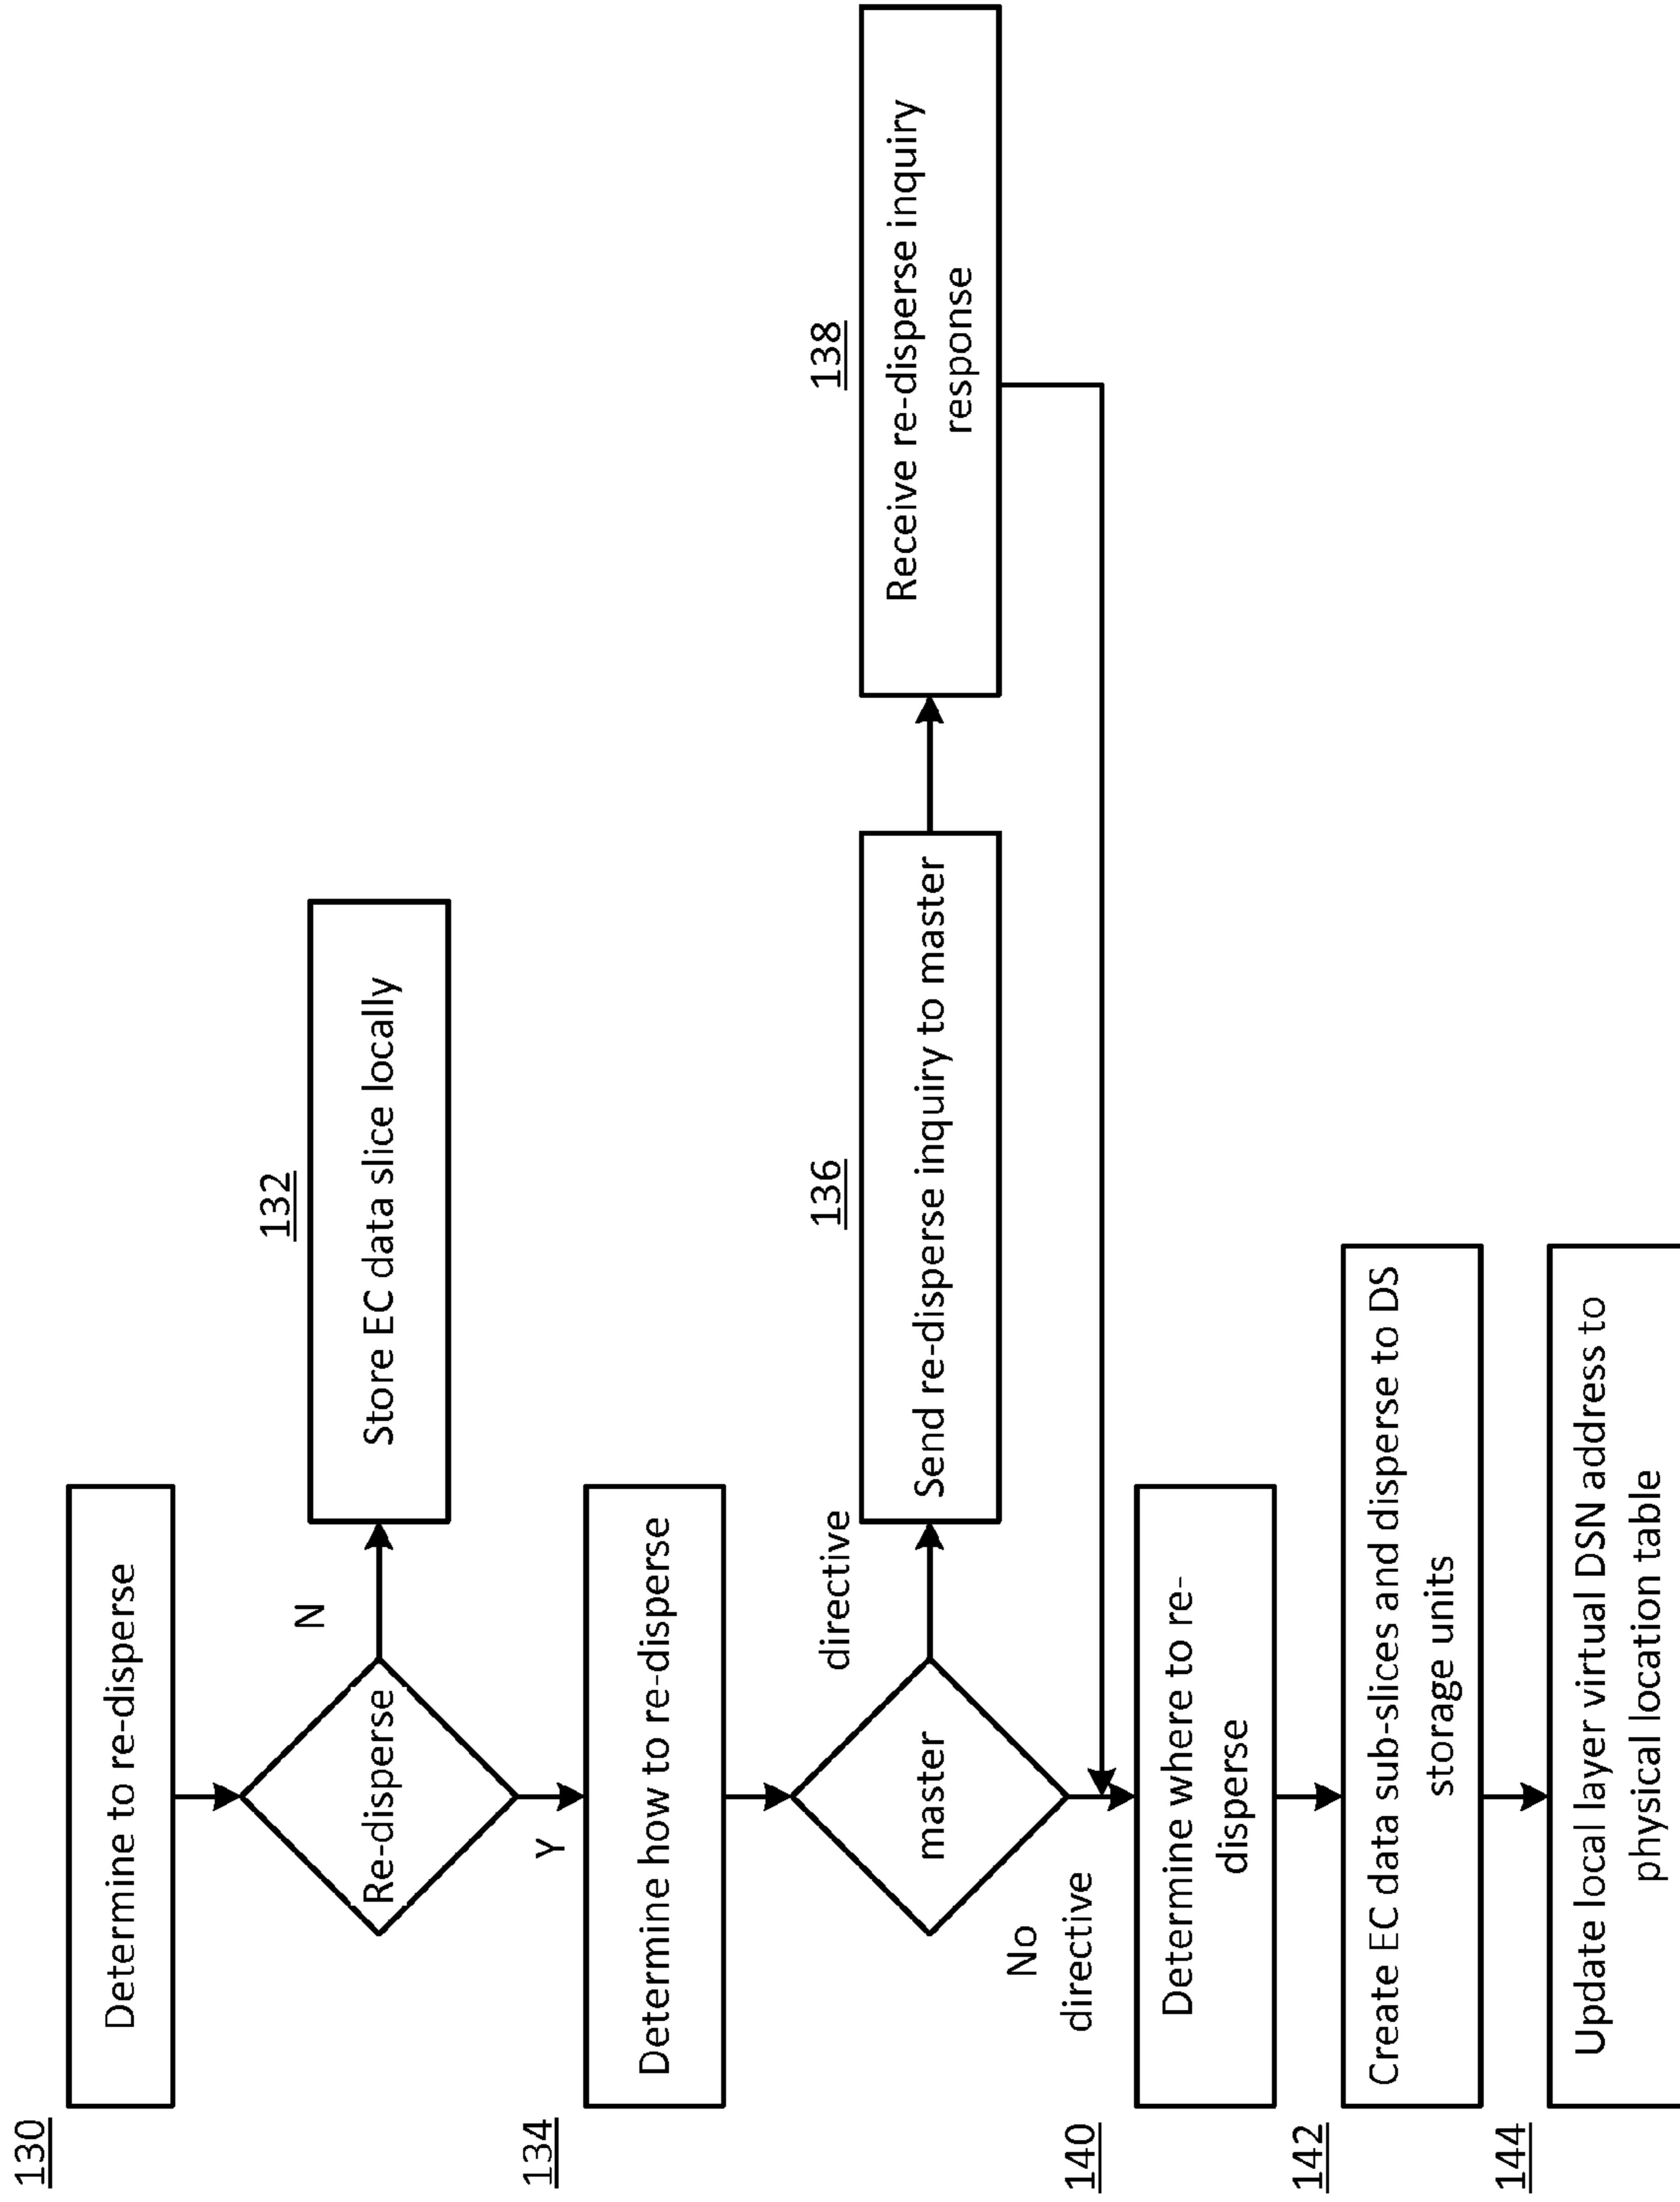 130
Determine to re-disperse
Re-disperse
N
132
Store EC data slice locally
Y
134
Determine how to re-disperse
master
directive
136
Send re-disperse inquiry to master
138
Receive re-disperse inquiry
response
No
directive
140
Determine where to re-
disperse
142
Create EC data sub-slices and disperse to DS
storage units
144
Update local layer virtual DSN address to
physical location table